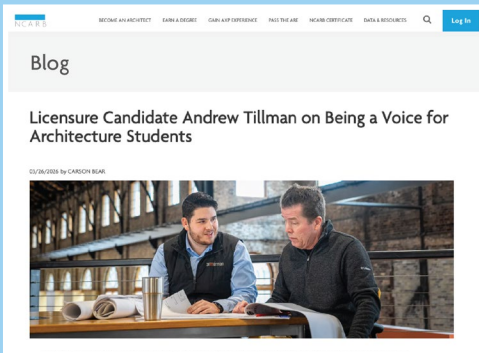 NCARB
BECOME AN ARCHITECT EARN A DEGREE GAIN AXP EXPERIENCE PASS THE ARE NCARB CERTIFICATE DATA & RESOURCES Log In
Blog
Licensure Candidate Andrew Tillman on Being a Voice for
Architecture Students
03/26/2026 by CARSON BEAR